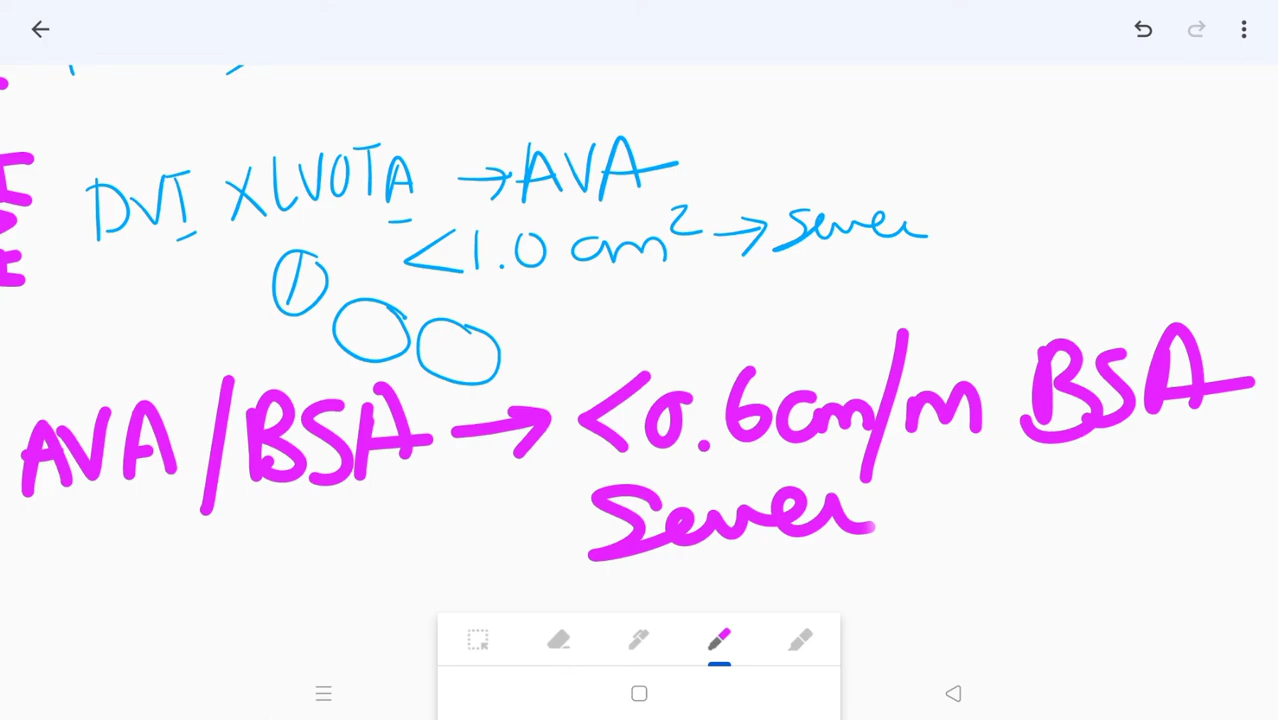 DVI X LVOTA → AVA
<1.0 cm² → sever
AVA/BSA → <0.6cm/m BSA
Sever